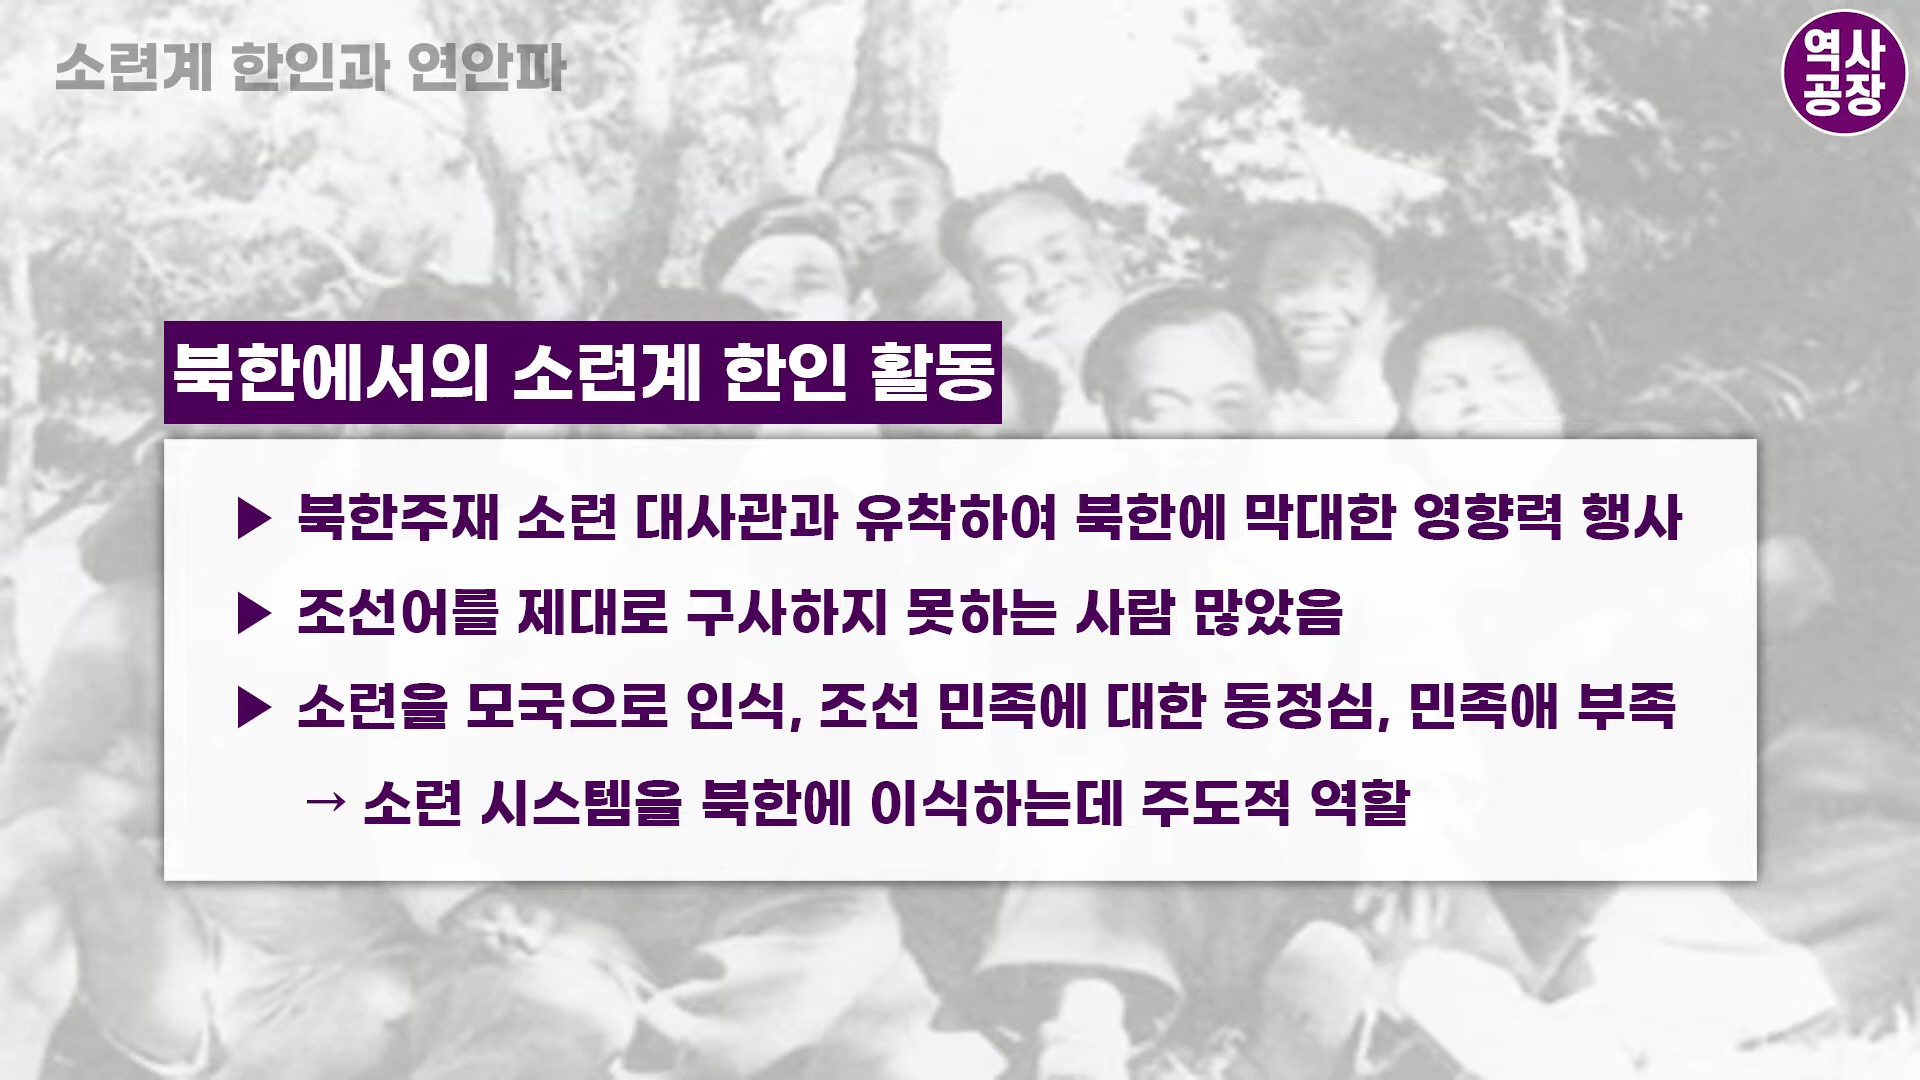 소련계 한인과 연안파
역사
공장
북한에서의 소련계 한인 활동
▶ 북한주재 소련 대사관과 유착하여 북한에 막대한 영향력 행사
▶ 조선어를 제대로 구사하지 못하는 사람 많았음
▶ 소련을 모국으로 인식, 조선 민족에 대한 동정심, 민족애 부족
→ 소련 시스템을 북한에 이식하는데 주도적 역할